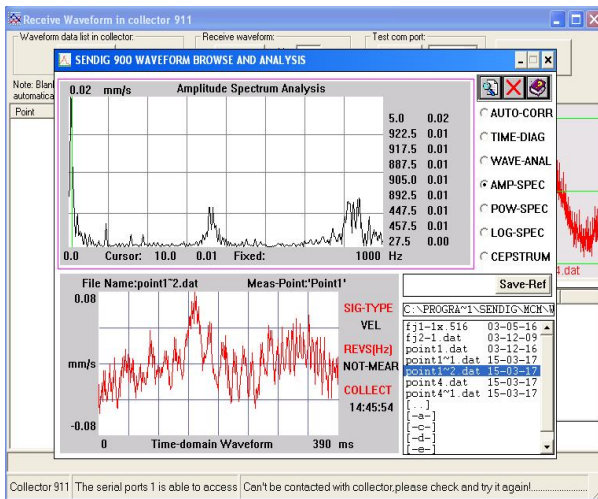 Receive Waveform in collector 911
Waveform data list in collector: Receive waveform: Test com port:
Note: Blan
automatica
Point
SENDIG 900 WAVEFORM BROWSE AND ANALYSIS
0.02 mm/s Amplitude Spectrum Analysis
5.0 0.02
922.5 0.01
917.5 0.01
887.5 0.01
905.0 0.01
892.5 0.01
447.5 0.01
457.5 0.01
27.5 0.00
0.0 Cursor: 10.0 0.01 Fixed: 1000 Hz
AUTO-CORR
TIME-DIAG
WAVE-ANAL
AMP-SPEC
POW-SPEC
LOG-SPEC
CEPSTRUM
4.dat
Save-Ref
File Name:point1~2.dat Meas-Point:'Point1'
0.08
mm/s
-0.08
0 Time-domain Waveform 390 ms
SIG-TYPE
VEL
REVS(Hz)
NOT-MEAR
COLLECT
14:45:54
C:\PROGRA~1\SENDIG\MCM\W
fj1-1x.516 03-05-16
fj2-1.dat 03-12-09
point1.dat 03-12-16
point1~1.dat 15-03-17
point1~2.dat 15-03-17
point4.dat 15-03-17
point4~1.dat 15-03-17
[..]
[-a-]
[-c-]
[-d-]
[-e-]
Collector 911 The serial ports 1 is able to access Can't be contacted with collector,please check and try it again!..............................